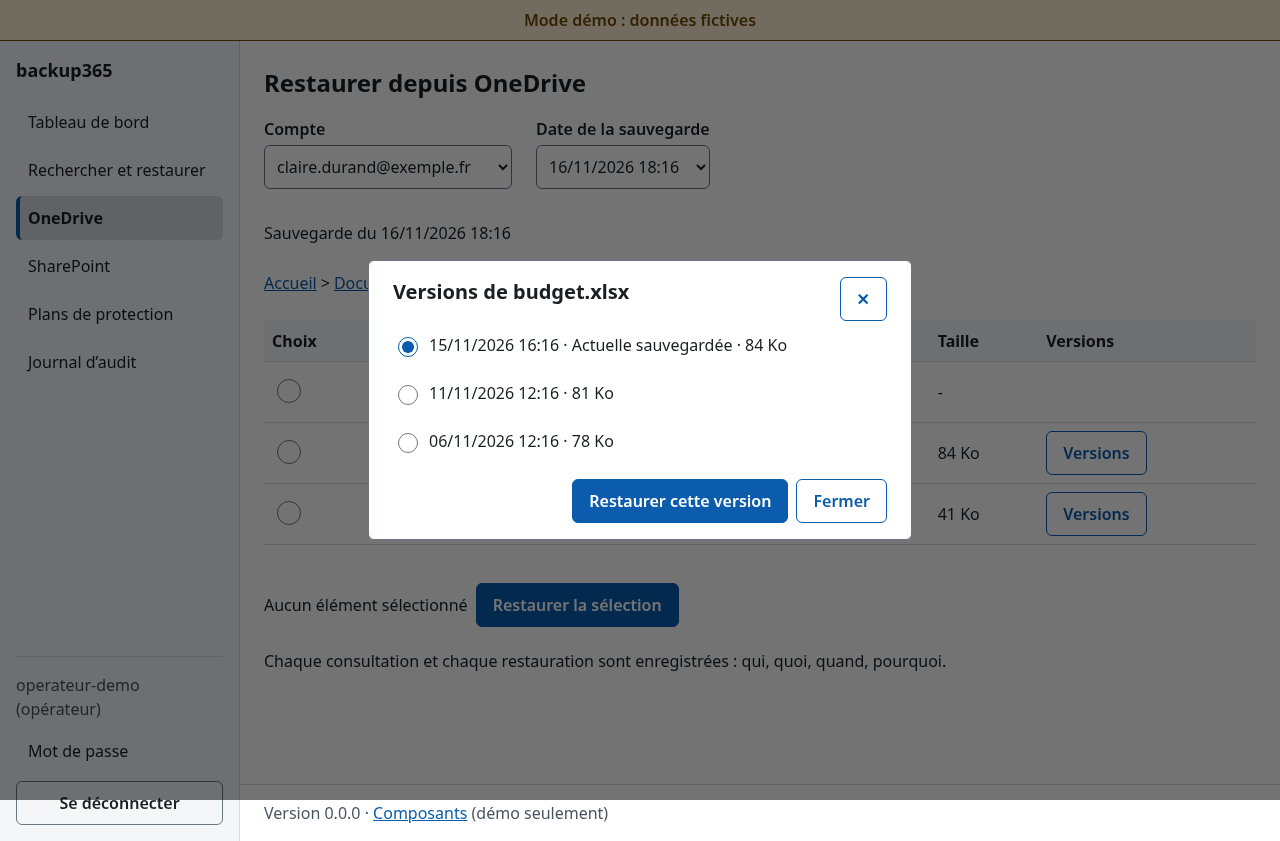 Mode démo : données fictives
backup365
Tableau de bord
Rechercher et restaurer
OneDrive
SharePoint
Plans de protection
Journal d’audit
operateur-demo
(opérateur)
Mot de passe
Se déconnecter
Restaurer depuis OneDrive
Compte
Date de la sauvegarde
claire.durand@exemple.fr
16/11/2026 18:16
Sauvegarde du 16/11/2026 18:16
Accueil >
Versions de budget.xlsx
×
15/11/2026 16:16 · Actuelle sauvegardée · 84 Ko
11/11/2026 12:16 · 81 Ko
06/11/2026 12:16 · 78 Ko
Restaurer cette version
Fermer
Choix
Taille
Versions
-
84 Ko
Versions
41 Ko
Versions
Aucun élément sélectionné
Restaurer la sélection
Chaque consultation et chaque restauration sont enregistrées : qui, quoi, quand, pourquoi.
Version 0.0.0 · Composants (démo seulement)